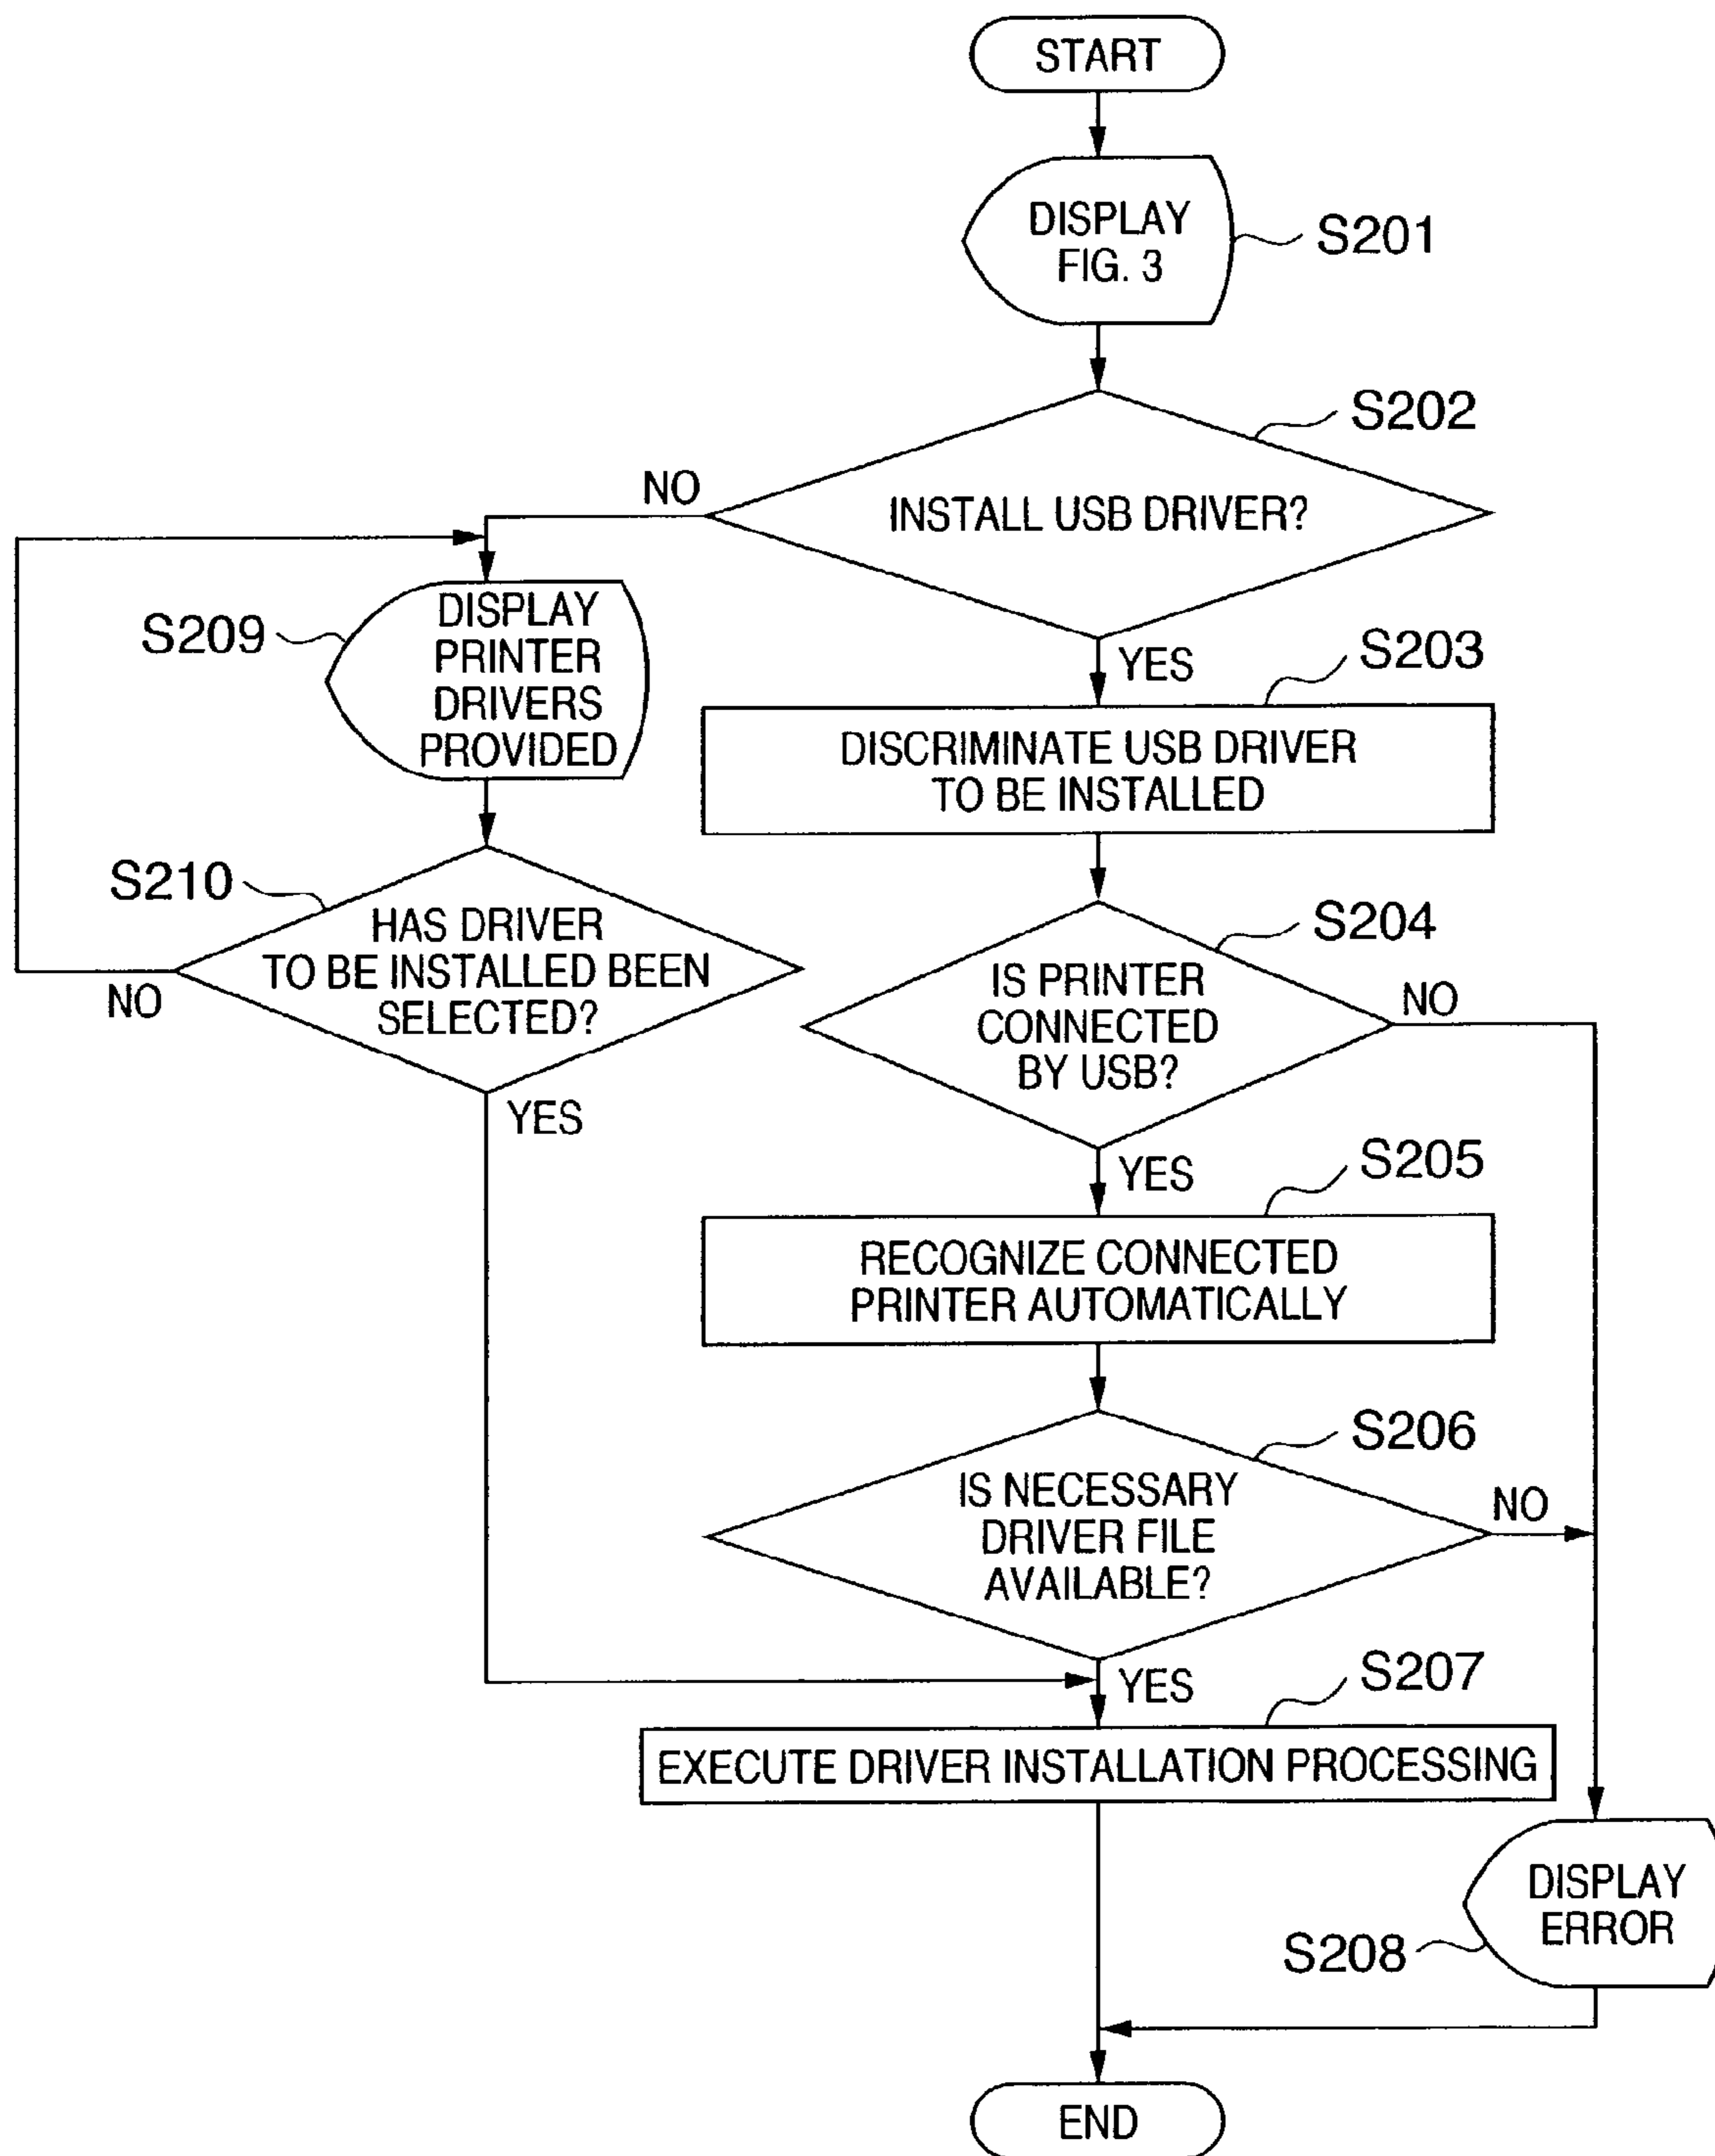 START
DISPLAY
FIG. 3
S201
S202
INSTALL USB DRIVER?
NO
YES
S203
DISCRIMINATE USB DRIVER
TO BE INSTALLED
S209
DISPLAY
PRINTER
DRIVERS
PROVIDED
S210
HAS DRIVER
TO BE INSTALLED BEEN
SELECTED?
NO
YES
S204
IS PRINTER
CONNECTED
BY USB?
NO
YES
S205
RECOGNIZE CONNECTED
PRINTER AUTOMATICALLY
S206
IS NECESSARY
DRIVER FILE
AVAILABLE?
NO
YES
S207
EXECUTE DRIVER INSTALLATION PROCESSING
DISPLAY
ERROR
S208
END